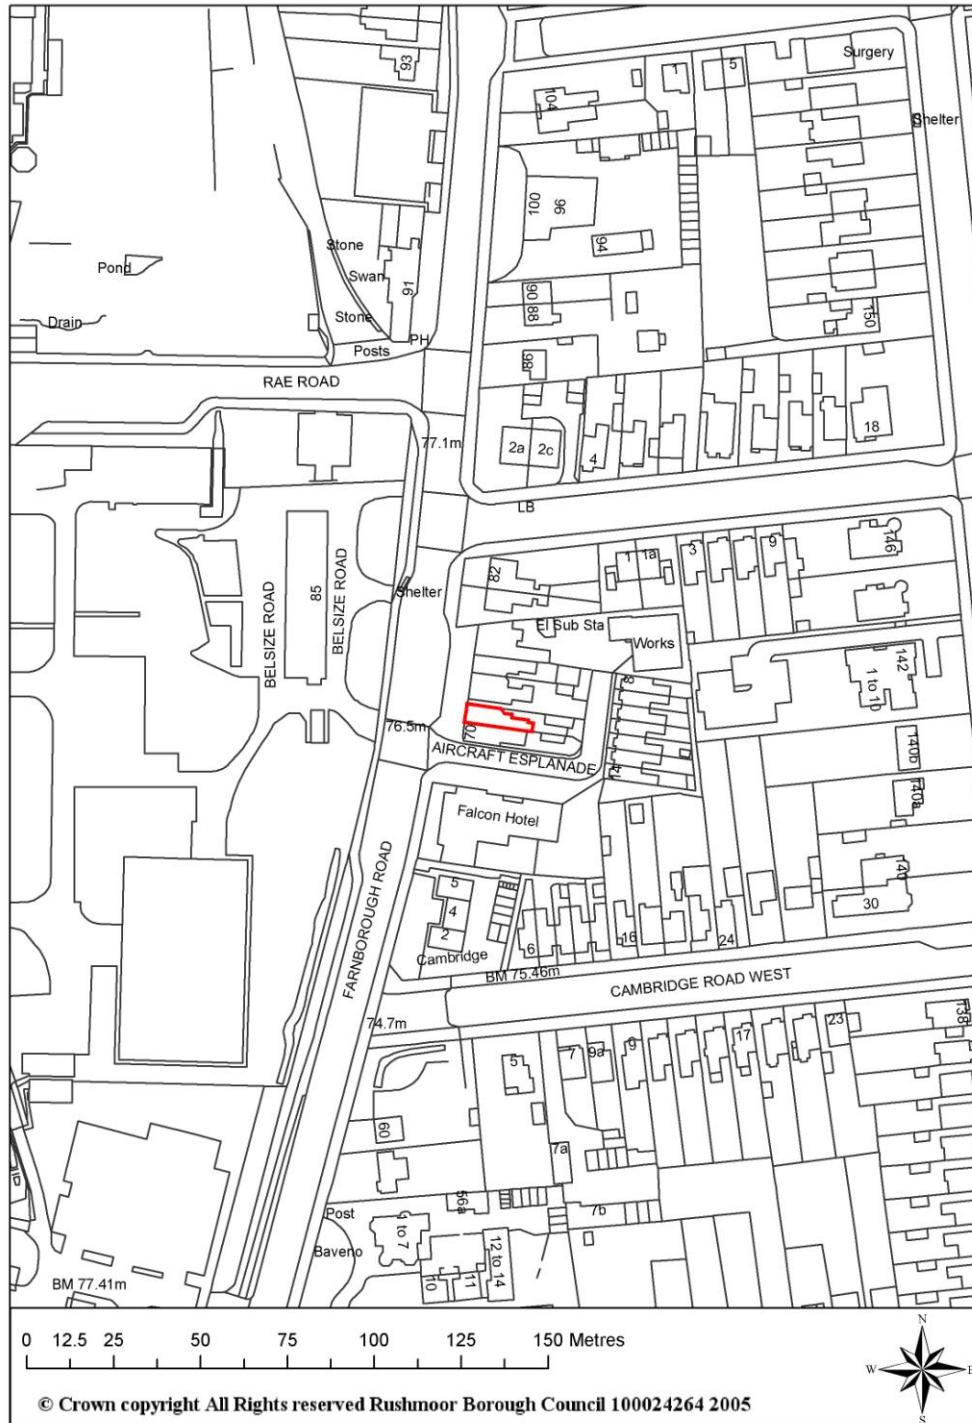 93
1
5
Surgery
104
Shelter
100
96
94
Stone
Swan
Pond
91
90
88
Stone
Drain
150
PH
Posts
86
RAE ROAD
18
77.1m
2a
2c
4
LB
146
1
1a
3
9
82
BELSIZE ROAD
85
BELSIZE ROAD
Shelter
El Sub Sta
Works
142
1 to 10
8
70
76.5m
140b
AIRCRAFT ESPLANADE
14
140a
Falcon Hotel
FARNBOROUGH ROAD
5
4
2
30
16
24
6
Cambridge
BM 75.46m
CAMBRIDGE ROAD WEST
74.7m
23
138
17
5
7
9a
9
60
7a
56a
7b
Post
1 to 7
Baveno
12 to 14
10
11
BM 77.41m
0 12.5 25 50 75 100 125 150 Metres
N
W
E
S
© Crown copyright All Rights reserved Rushmoor Borough Council 100024264 2005